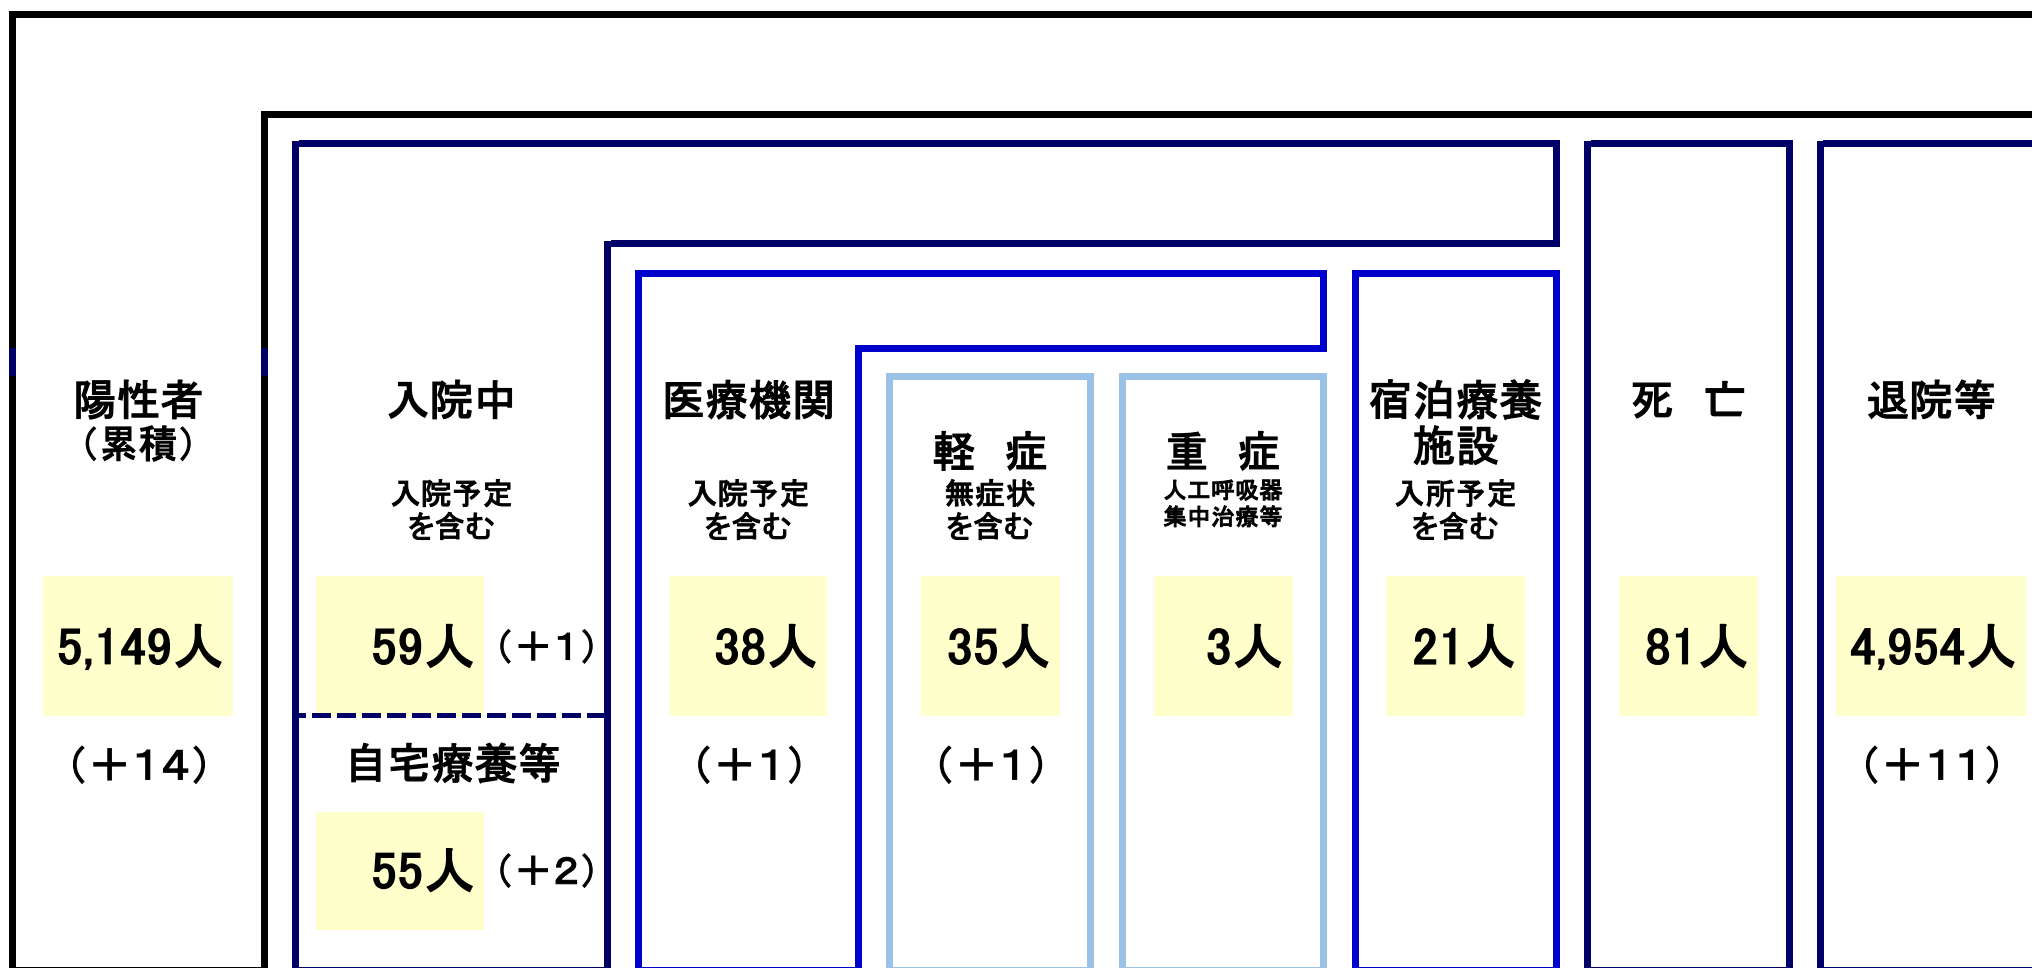 陽性者
（累積）
5,149人
（＋14）
入院中
入院予定
を含む
59人 （＋1）
自宅療養等
55人 （＋2）
医療機関
入院予定
を含む
38人
（＋1）
軽 症
無症状
を含む
35人
（＋1）
重 症
人工呼吸器
集中治療等
3人
宿泊療養
施設
入所予定
を含む
21人
死 亡
81人
退院等
4,954人
（＋11）